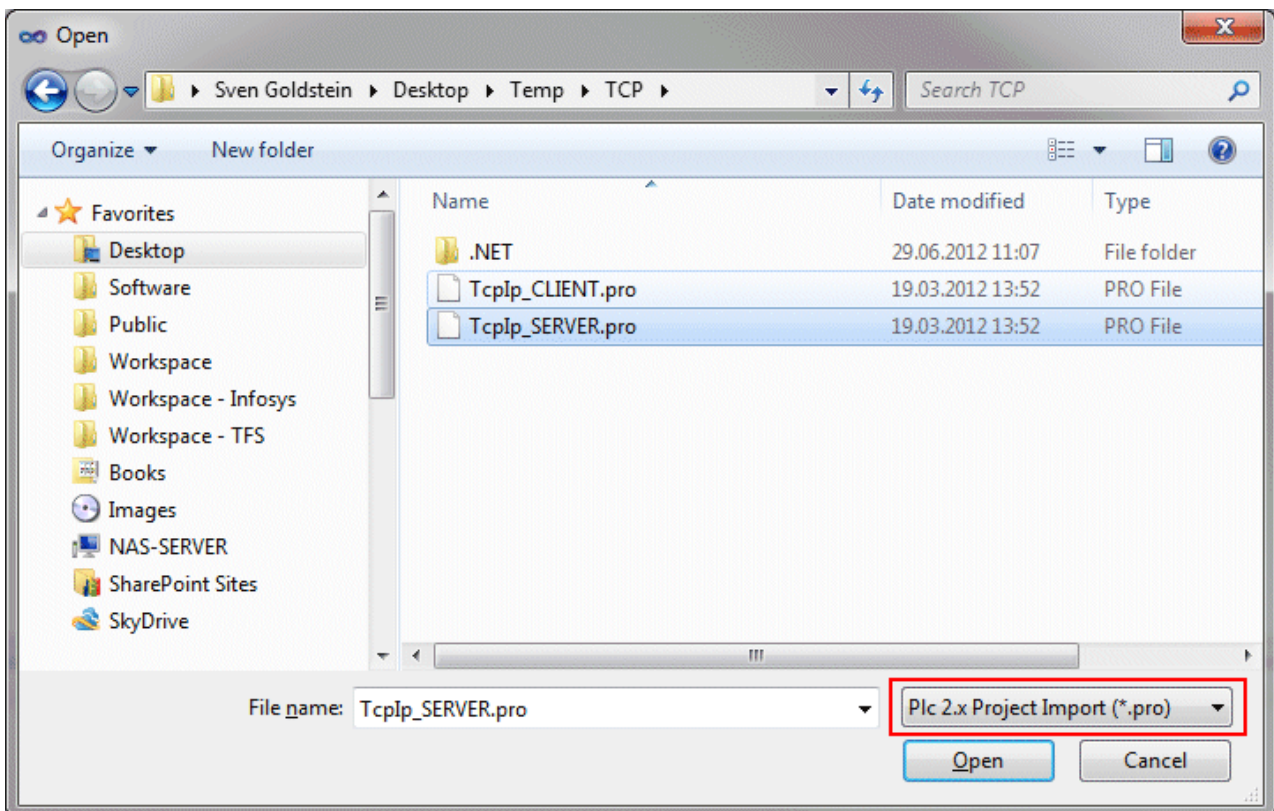 Open
Sven Goldstein Desktop Temp TCP Search TCP
Organize New folder
Name Date modified Type
Favorites
Desktop
Software
Public
Workspace
Workspace - Infosys
Workspace - TFS
Books
Images
NAS-SERVER
SharePoint Sites
SkyDrive
.NET 29.06.2012 11:07 File folder
TcpIp_CLIENT.pro 19.03.2012 13:52 PRO File
TcpIp_SERVER.pro 19.03.2012 13:52 PRO File
File name: TcpIp_SERVER.pro Plc 2.x Project Import (*.pro)
Open Cancel